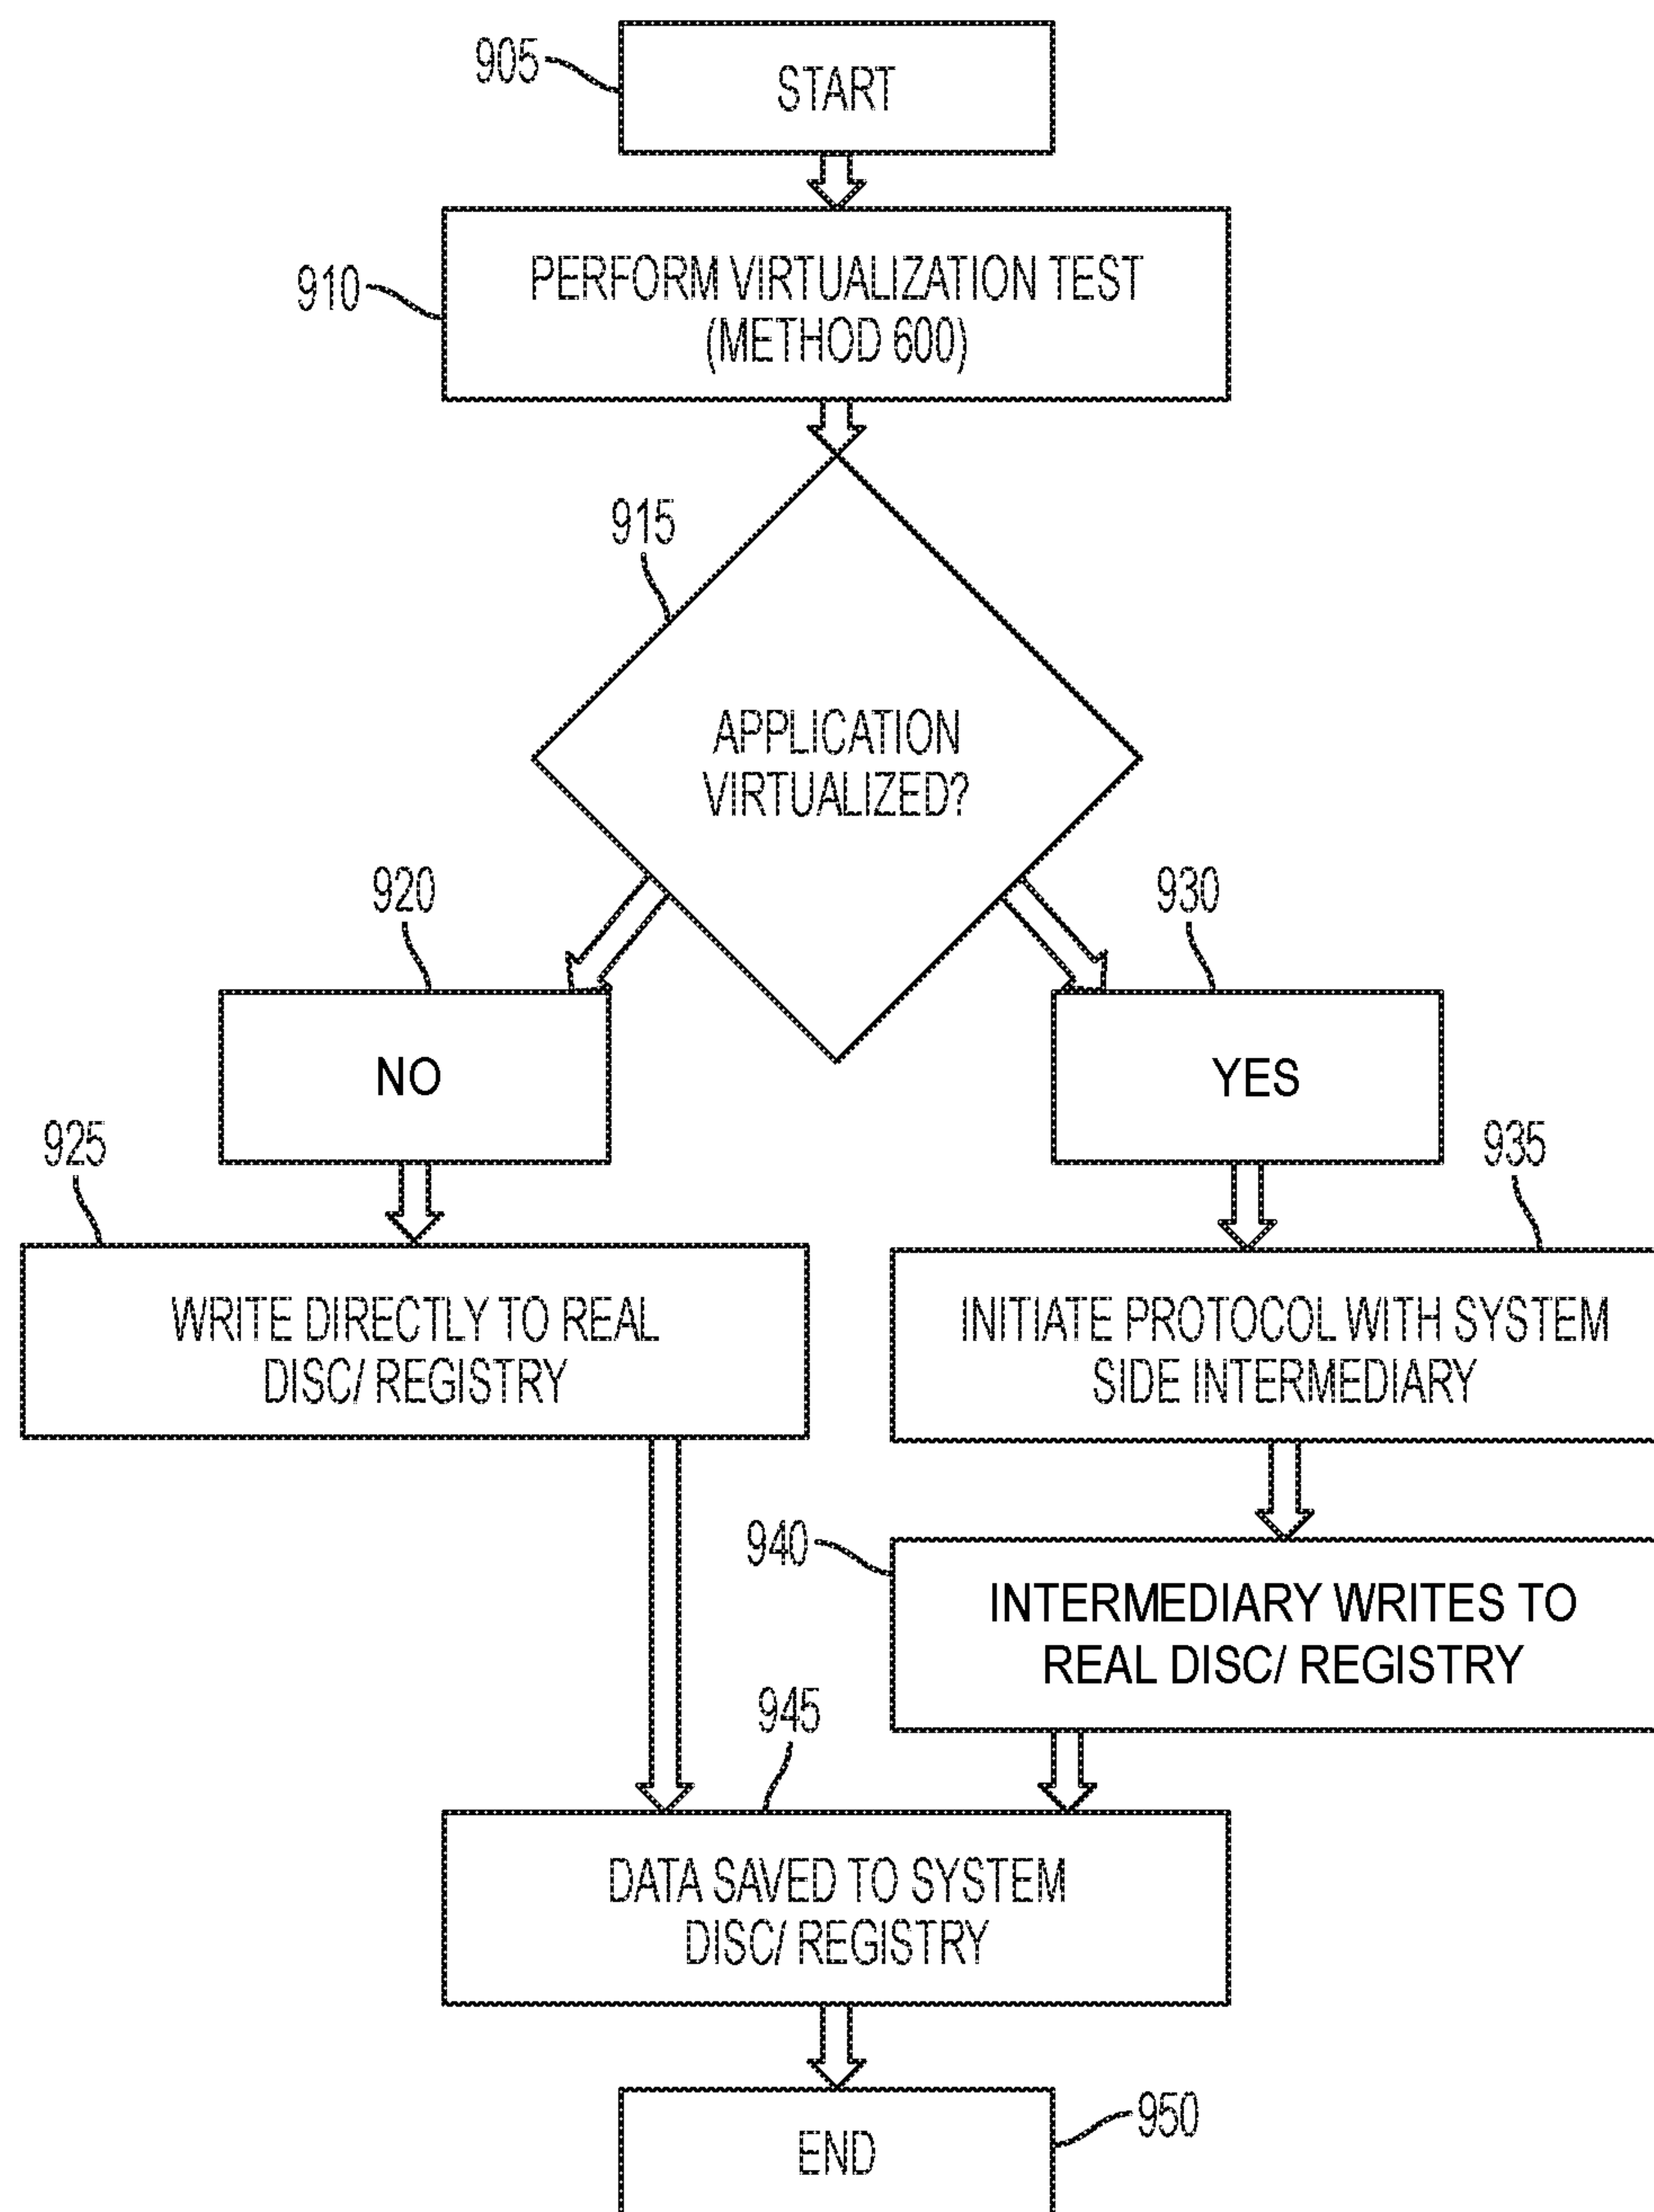 905
START
910
PERFORM VIRTUALIZATION TEST
(METHOD 600)
915
APPLICATION
VIRTUALIZED?
920
930
NO
YES
925
935
WRITE DIRECTLY TO REAL
DISC/ REGISTRY
INITIATE PROTOCOL WITH SYSTEM
SIDE INTERMEDIARY
940
INTERMEDIARY WRITES TO
REAL DISC/ REGISTRY
945
DATA SAVED TO SYSTEM
DISC/ REGISTRY
950
END